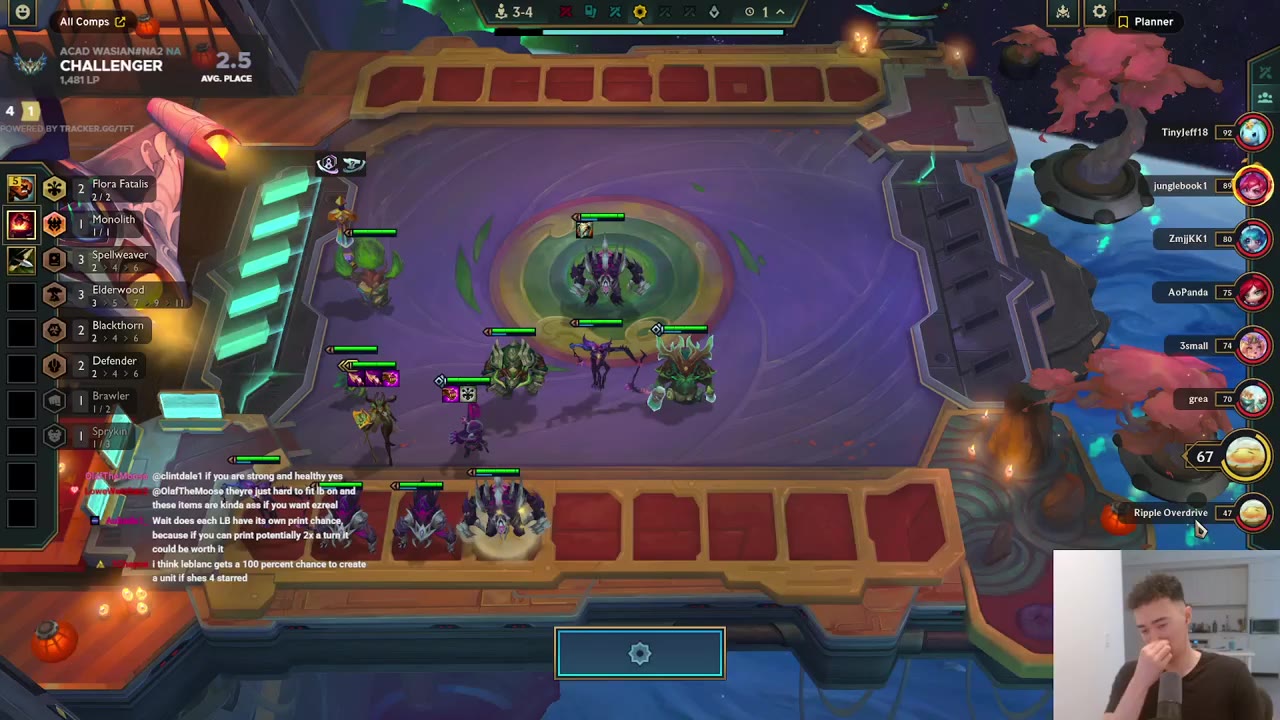 All Comps
3-4
1
Planner
ACAD WASIAN#NA2 NA
CHALLENGER
1,481 LP
2.5
AVG. PLACE
4 1
POWERED BY TRACKER.GG/TFT
2 Flora Fatalis
2 / 2
1 Monolith
1 / 1
3 Spellweaver
2 > 4 > 6
3 Elderwood
3 > 5 > 7 > 9 > 11
2 Blackthorn
2 > 4 > 6
2 Defender
2 > 4 > 6
1 Brawler
1 / 2
1 Sprykin
1 / 3
TinyJeff18 92
junglebook1 89
ZmjjKK1 80
AoPanda 75
3small 74
grea 70
67
Ripple Overdrive 47
OlafTheMoose @clintdale1 if you are strong and healthy yes
@OlafTheMoose theyre just hard to fit lb on and
these items are kinda ass if you want ezreal
Wait does each LB have its own print chance,
because if you can print potentially 2x a turn it
could be worth it
i think leblanc gets a 100 percent chance to create
a unit if shes 4 starred